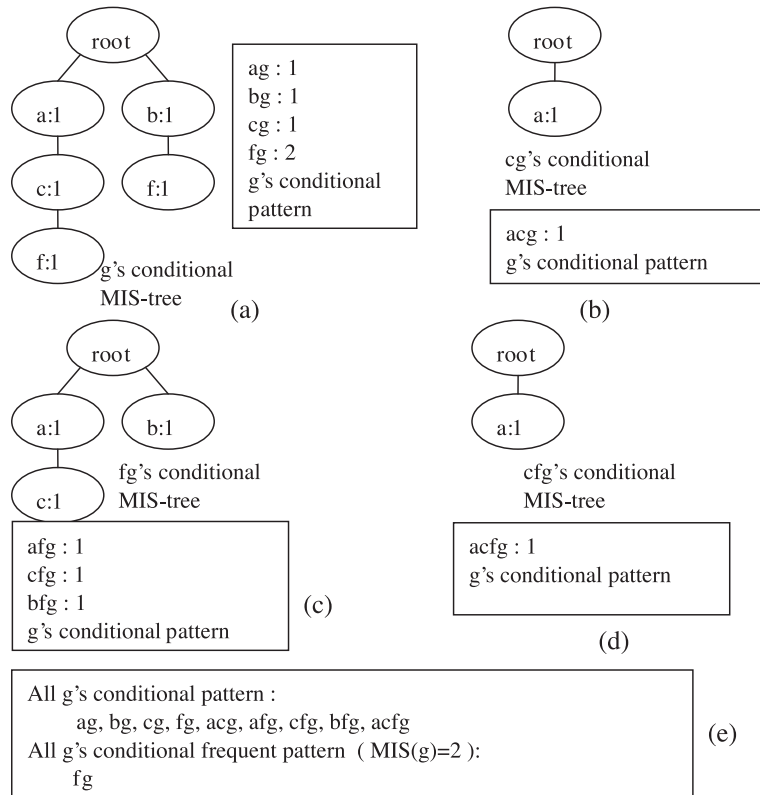 root
a:1
b:1
c:1
f:1
f:1
g's conditional
MIS-tree
ag : 1
bg : 1
cg : 1
fg : 2
g's conditional
pattern
(a)
root
a:1
cg's conditional
MIS-tree
acg : 1
g's conditional pattern
(b)
root
a:1
b:1
c:1
fg's conditional
MIS-tree
afg : 1
cfg : 1
bfg : 1
g's conditional pattern
(c)
root
a:1
cfg's conditional
MIS-tree
acfg : 1
g's conditional pattern
(d)
All g's conditional pattern :
ag, bg, cg, fg, acg, afg, cfg, bfg, acfg
All g's conditional frequent pattern ( MIS(g)=2 ):
fg
(e)